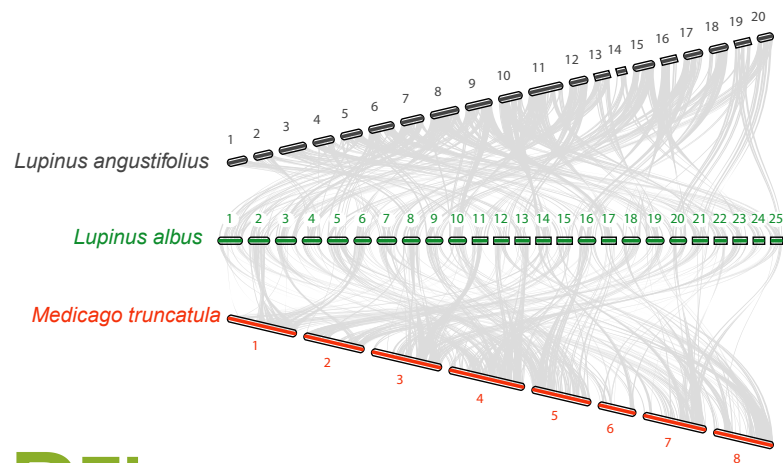 1 2 3 4 5 6 7 8 9 10 11 12 13 14 15 16 17 18 19 20
Lupinus angustifolius
1 2 3 4 5 6 7 8 9 10 11 12 13 14 15 16 17 18 19 20 21 22 23 24 25
Lupinus albus
Medicago truncatula
1 2 3 4 5 6 7 8